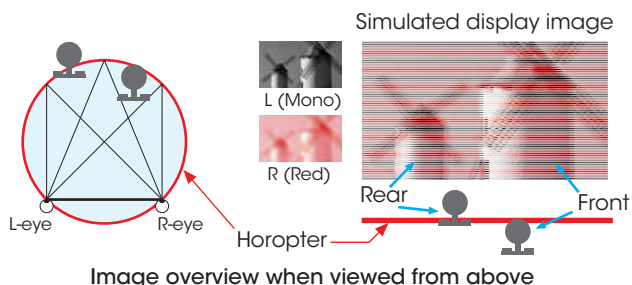 Simulated display image
L (Mono)
R (Red)
L-eye
R-eye
Rear
Front
Horopter
Image overview when viewed from above